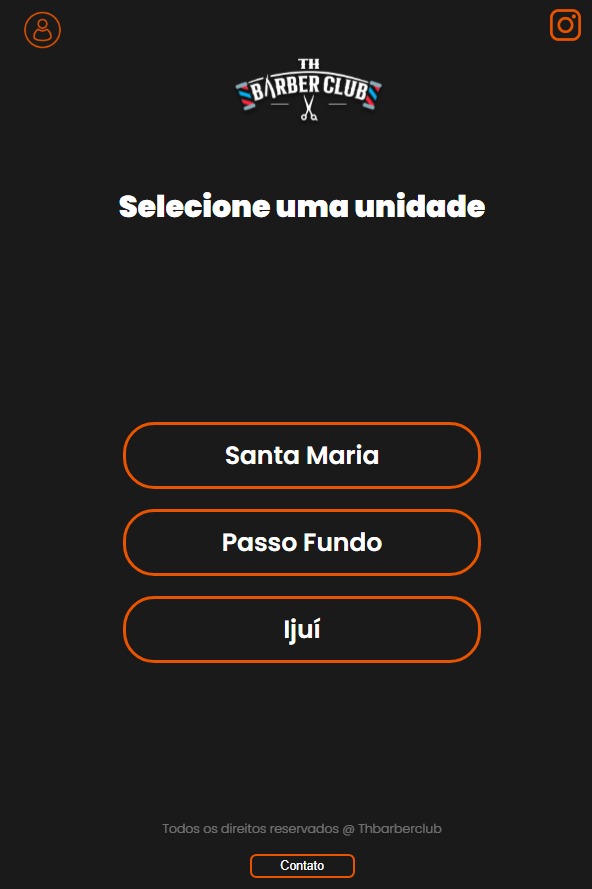 TH
BARBER CLUB
Selecione uma unidade
Santa Maria
Passo Fundo
Ijuí
Todos os direitos reservados @ Thbarberclub
Contato